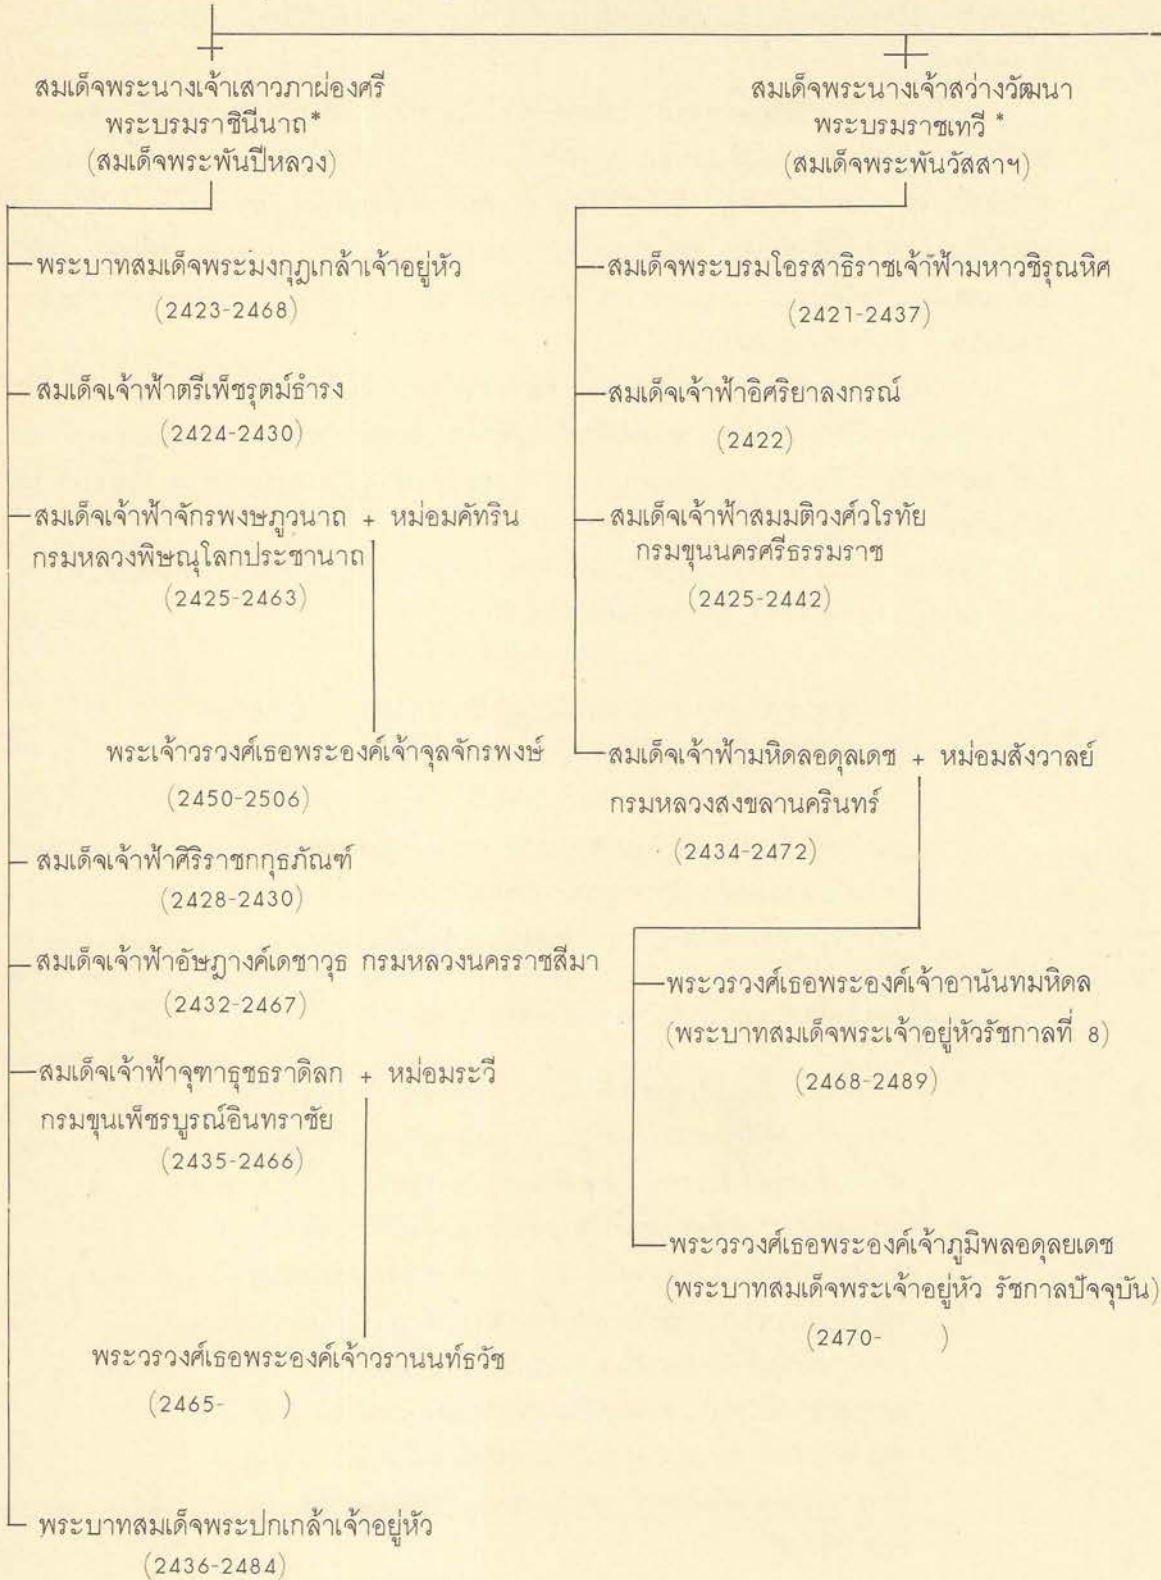 สมเด็จพระนางเจ้าเสาวภาผ่องศรี
พระบรมราชินีนาถ*
(สมเด็จพระพันปีหลวง)
พระบาทสมเด็จพระมงกุฎเกล้าเจ้าอยู่หัว
(2423-2468)
สมเด็จเจ้าฟ้าตรีเพ็ชรุตม์ธำรง
(2424-2430)
สมเด็จเจ้าฟ้าจักรพงษภูวนาถ + หม่อมคัทริน
กรมหลวงพิษณุโลกประชานาถ
(2425-2463)
พระเจ้าวรวงศ์เธอพระองค์เจ้าจุลจักรพงษ์
(2450-2506)
สมเด็จเจ้าฟ้าศิริราชกกุธภัณฑ์
(2428-2430)
สมเด็จเจ้าฟ้าอัษฎางค์เดชาวุธ กรมหลวงนครราชสีมา
(2432-2467)
สมเด็จเจ้าฟ้าจุฑาธุชธราดิลก + หม่อมระวี
กรมขุนเพ็ชรบูรณ์อินทราชัย
(2435-2466)
พระวรวงศ์เธอพระองค์เจ้าวรานนท์ธวัช
(2465- )
พระบาทสมเด็จพระปกเกล้าเจ้าอยู่หัว
(2436-2484)
สมเด็จพระนางเจ้าสว่างวัฒนา
พระบรมราชเทวี *
(สมเด็จพระพันวัสสาฯ)
สมเด็จพระบรมโอรสาธิราชเจ้าฟ้ามหาวชิรุณหิศ
(2421-2437)
สมเด็จเจ้าฟ้าอิศริยาลงกรณ์
(2422)
สมเด็จเจ้าฟ้าสมมติวงศ์วโรทัย
กรมขุนนครศรีธรรมราช
(2425-2442)
สมเด็จเจ้าฟ้ามหิดลอดุลเดช + หม่อมสังวาลย์
กรมหลวงสงขลานครินทร์
(2434-2472)
พระวรวงศ์เธอพระองค์เจ้าอานันทมหิดล
(พระบาทสมเด็จพระเจ้าอยู่หัวรัชกาลที่ 8)
(2468-2489)
พระวรวงศ์เธอพระองค์เจ้าภูมิพลอดุลยเดช
(พระบาทสมเด็จพระเจ้าอยู่หัว รัชกาลปัจจุบัน)
(2470- )